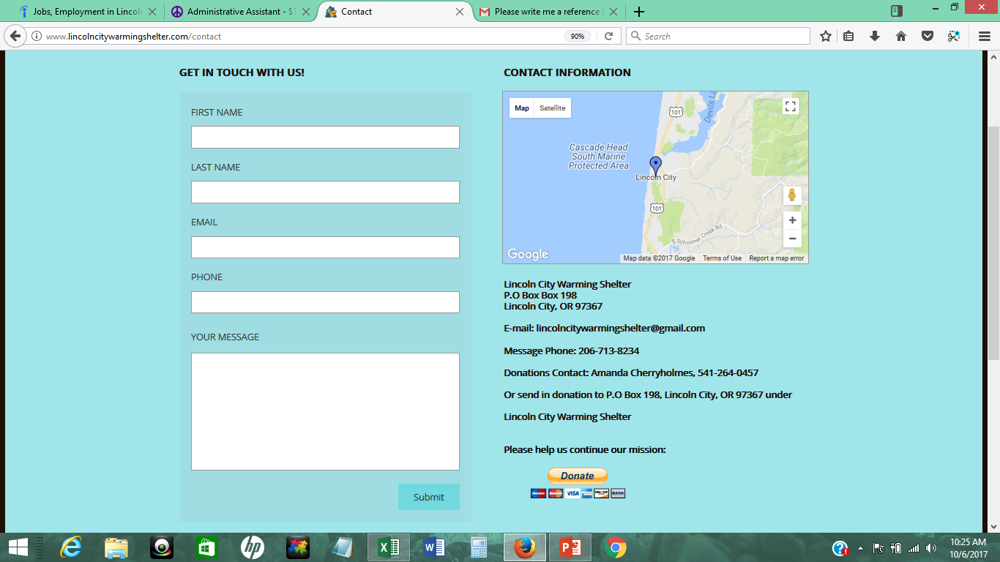 Jobs, Employment in Lincoln
Administrative Assistant - $1
Contact
Please write me a reference
www.lincolncitywarmingshelter.com/contact
90%
Search
GET IN TOUCH WITH US!
FIRST NAME
LAST NAME
EMAIL
PHONE
YOUR MESSAGE
Submit
CONTACT INFORMATION
Map Satellite
101
Devils La
Cascade Head
South Marine
Protected Area
Lincoln City
101
S Schooner Creek Rd
Google
Map data ©2017 Google Terms of Use Report a map error
Lincoln City Warming Shelter
P.O Box Box 198
Lincoln City, OR 97367
E-mail: lincolncitywarmingshelter@gmail.com
Message Phone: 206-713-8234
Donations Contact: Amanda Cherryholmes, 541-264-0457
Or send in donation to P.O Box 198, Lincoln City, OR 97367 under
Lincoln City Warming Shelter
Please help us continue our mission:
Donate
VISA
BANK
hp
10:25 AM
10/6/2017